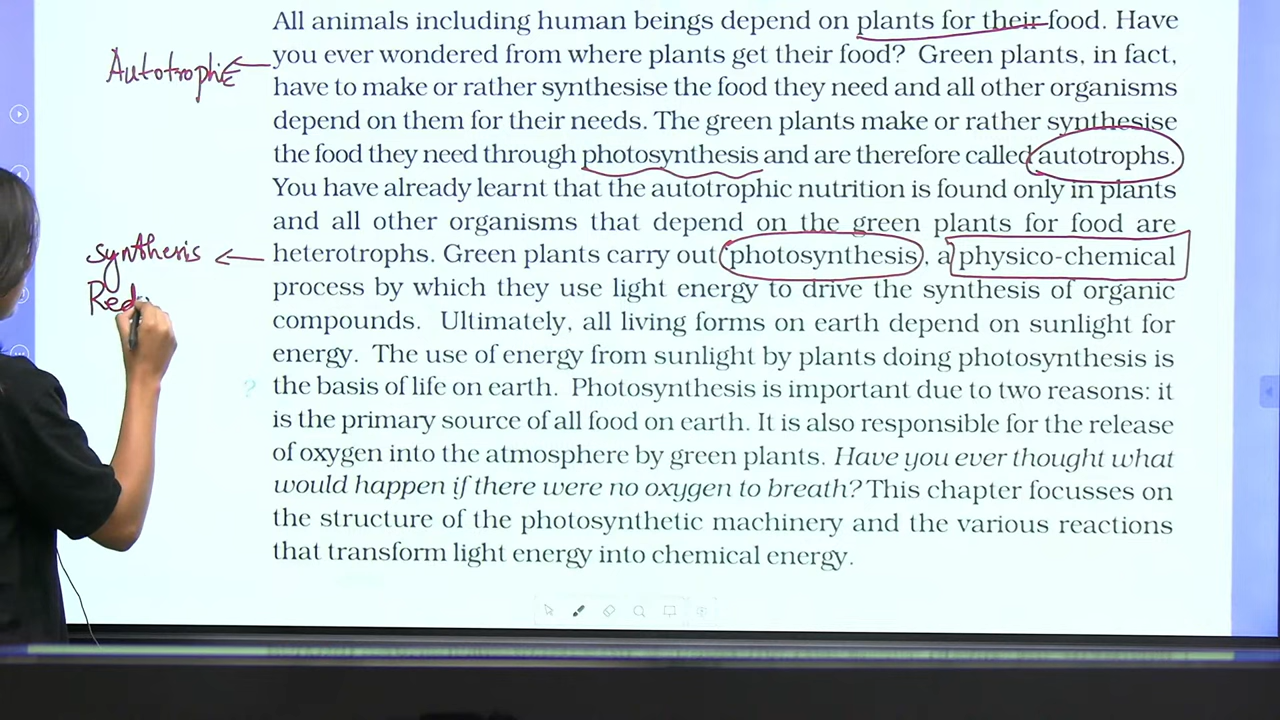 All animals including human beings depend on plants for their food. Have
Autotrophic
you ever wondered from where plants get their food? Green plants, in fact,
have to make or rather synthesise the food they need and all other organisms
depend on them for their needs. The green plants make or rather synthesise
the food they need through photosynthesis and are therefore called autotrophs.
You have already learnt that the autotrophic nutrition is found only in plants
and all other organisms that depend on the green plants for food are
synthesis
heterotrophs. Green plants carry out photosynthesis, a physico-chemical
Red
process by which they use light energy to drive the synthesis of organic
compounds. Ultimately, all living forms on earth depend on sunlight for
energy. The use of energy from sunlight by plants doing photosynthesis is
? the basis of life on earth. Photosynthesis is important due to two reasons: it
is the primary source of all food on earth. It is also responsible for the release
of oxygen into the atmosphere by green plants. Have you ever thought what
would happen if there were no oxygen to breath? This chapter focusses on
the structure of the photosynthetic machinery and the various reactions
that transform light energy into chemical energy.